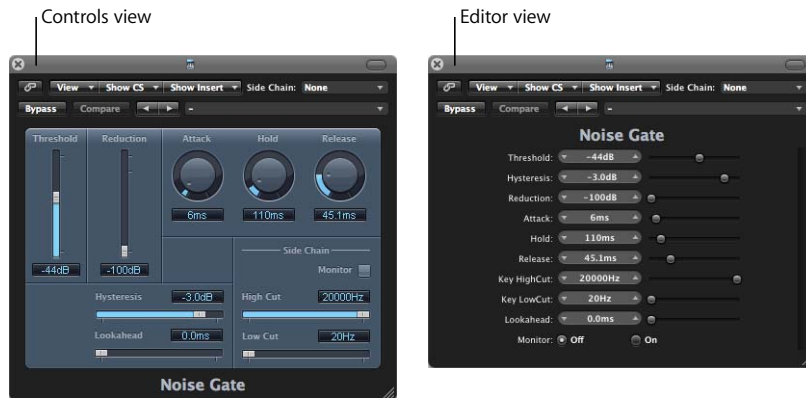 Controls view
View Show CS Show Insert Side Chain: None
Bypass Compare -
Threshold Reduction Attack Hold Release
6ms 110ms 45.1ms
Side Chain
-44dB -100dB Monitor
Hysteresis -3.0dB High Cut 20000Hz
Lookahead 0.0ms Low Cut 20Hz
Noise Gate
Editor view
View Show CS Show Insert Side Chain: None
Bypass Compare -
Noise Gate
Threshold: -44dB
Hysteresis: -3.0dB
Reduction: -100dB
Attack: 6ms
Hold: 110ms
Release: 45.1ms
Key HighCut: 20000Hz
Key LowCut: 20Hz
Lookahead: 0.0ms
Monitor: Off On